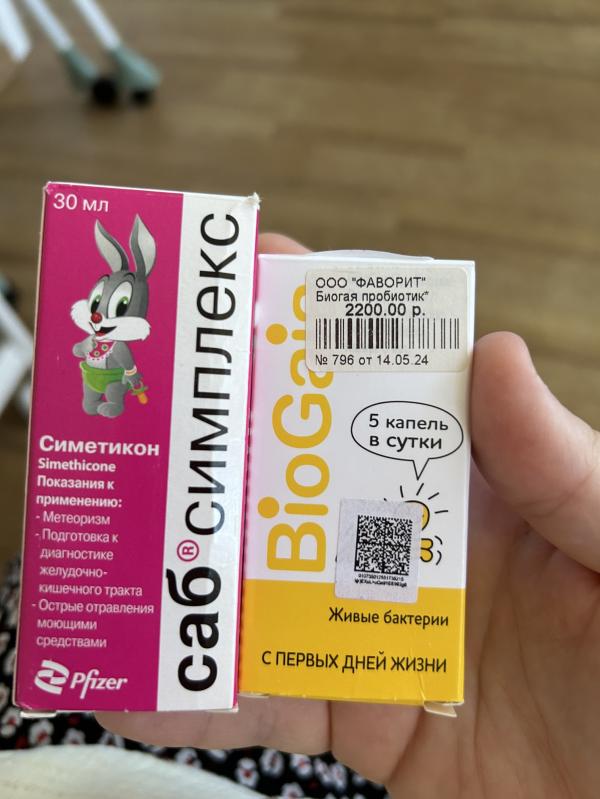 30 мл
саб® симплекс
Симетикон
Simethicone
Показания к
применению:
- Метеоризм
- Подготовка к
диагностике
желудочно-
кишечного тракта
- Острые отравления
моющими
средствами
Pfizer
ООО "ФАВОРИТ"
Биогая пробиотик*
2200.00 р.
№ 796 от 14.05.24
BioGaia
5 капель
в сутки
Живые бактерии
С ПЕРВЫХ ДНЕЙ ЖИЗНИ